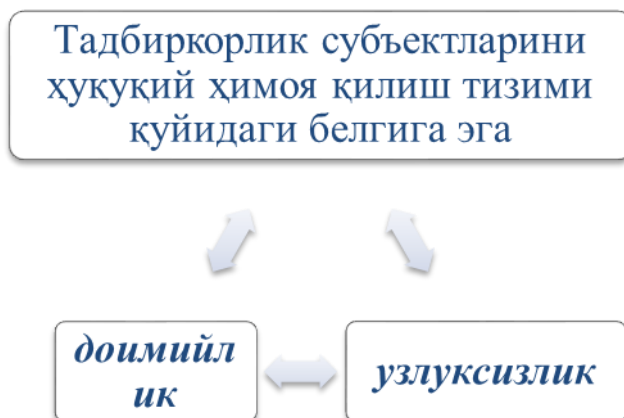 Тадбиркорлик субъектларини
ҳуқуқий ҳимоя қилиш тизими
қуйидаги белгига эга
доимийл
ик
узлуксизлик